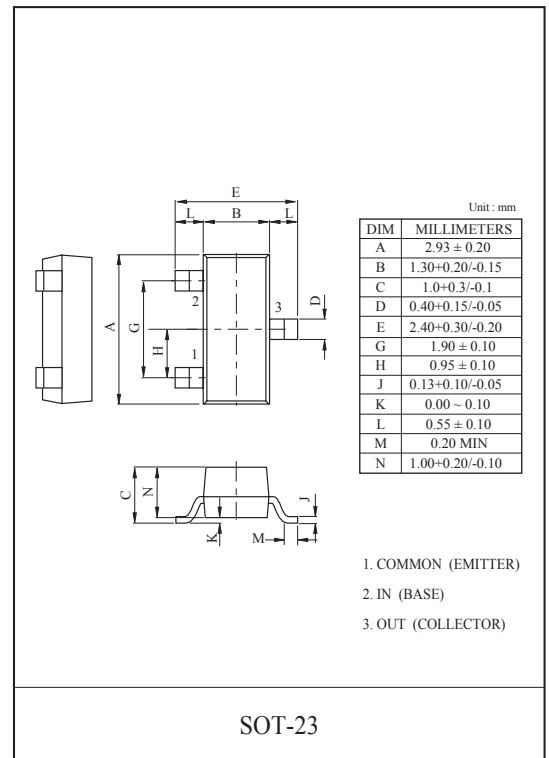 E
L B L
A
G
H
2
1
3
D
C
N
K
M
J
Unit : mm
DIM MILLIMETERS
A 2.93 ± 0.20
B 1.30+0.20/-0.15
C 1.0+0.3/-0.1
D 0.40+0.15/-0.05
E 2.40+0.30/-0.20
G 1.90 ± 0.10
H 0.95 ± 0.10
J 0.13+0.10/-0.05
K 0.00 ~ 0.10
L 0.55 ± 0.10
M 0.20 MIN
N 1.00+0.20/-0.10
1. COMMON (EMITTER)
2. IN (BASE)
3. OUT (COLLECTOR)
SOT-23